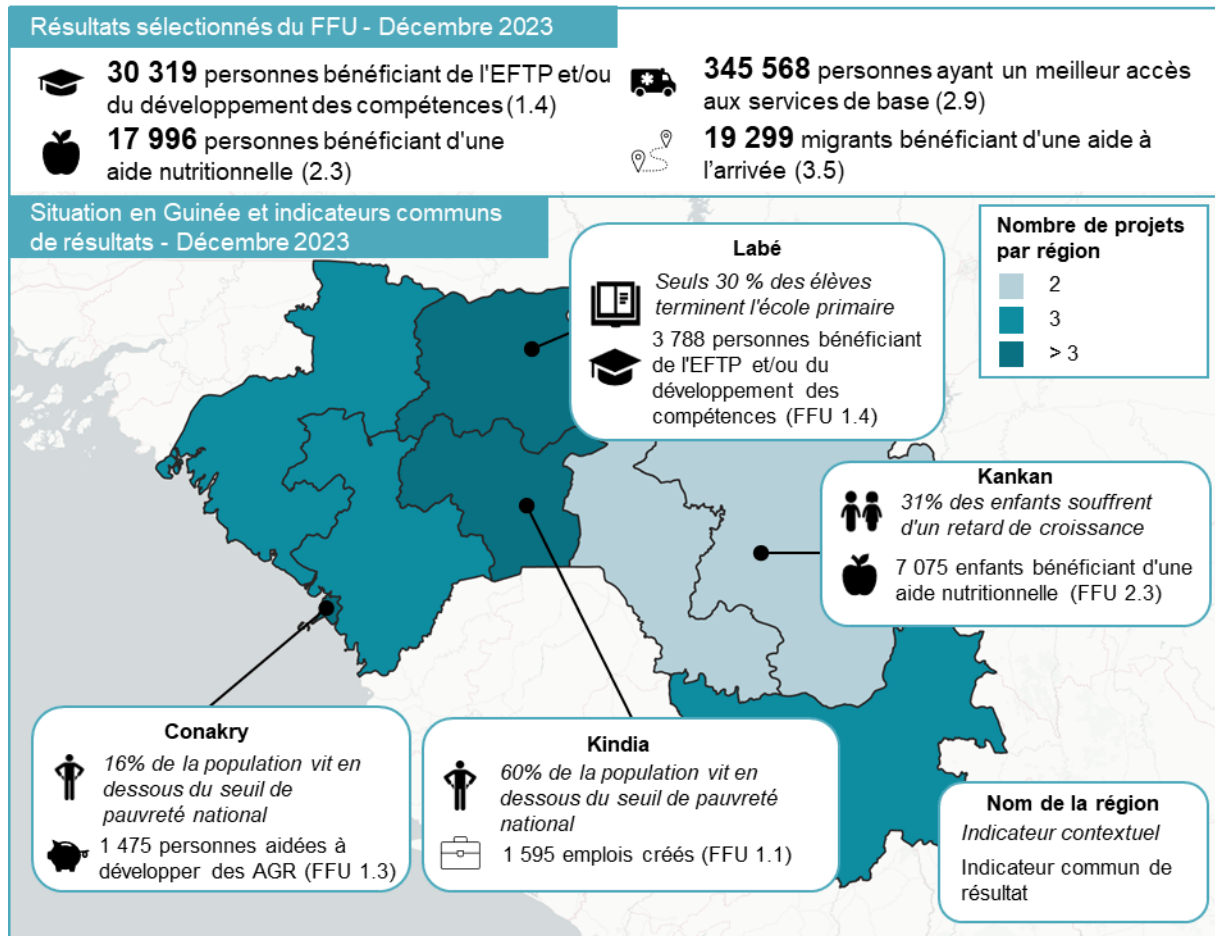 Résultats sélectionnés du FFU - Décembre 2023
30 319 personnes bénéficiant de l'EFTP et/ou
du développement des compétences (1.4)
17 996 personnes bénéficiant d'une
aide nutritionnelle (2.3)
345 568 personnes ayant un meilleur accès
aux services de base (2.9)
19 299 migrants bénéficiant d'une aide à
l’arrivée (3.5)
Situation en Guinée et indicateurs communs
de résultats - Décembre 2023
Nombre de projets
par région
2
3
> 3
Labé
Seuls 30 % des élèves
terminent l'école primaire
3 788 personnes bénéficiant
de l'EFTP et/ou du
développement des
compétences (FFU 1.4)
Kankan
31% des enfants souffrent
d'un retard de croissance
7 075 enfants bénéficiant d'une
aide nutritionnelle (FFU 2.3)
Conakry
16% de la population vit en
dessous du seuil de
pauvreté national
1 475 personnes aidées à
développer des AGR (FFU 1.3)
Kindia
60% de la population vit en
dessous du seuil de pauvreté
national
1 595 emplois créés (FFU 1.1)
Nom de la région
Indicateur contextuel
Indicateur commun de
résultat